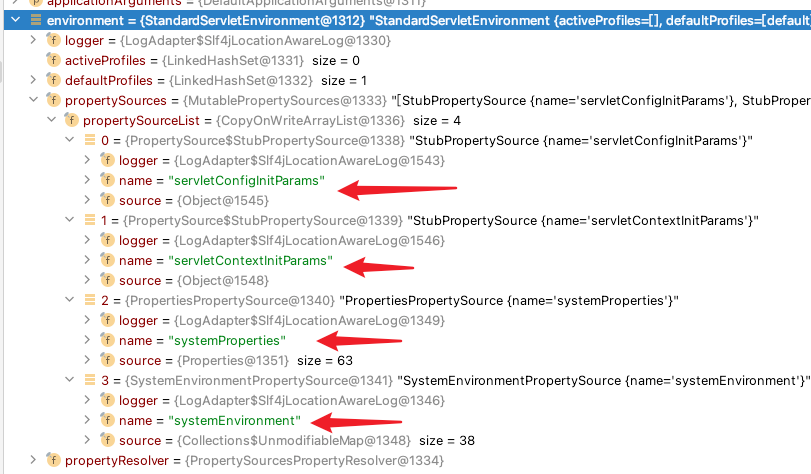 p applicationArguments = {DefaultApplicationArguments@1311}
environment = {StandardServletEnvironment@1312} "StandardServletEnvironment {activeProfiles=[], defaultProfiles=[default]
f logger = {LogAdapter$Slf4jLocationAwareLog@1330}
f activeProfiles = {LinkedHashSet@1331} size = 0
f defaultProfiles = {LinkedHashSet@1332} size = 1
f propertySources = {MutablePropertySources@1333} "[StubPropertySource {name='servletConfigInitParams'}, StubProper
f propertySourceList = {CopyOnWriteArrayList@1336} size = 4
0 = {PropertySource$StubPropertySource@1338} "StubPropertySource {name='servletConfigInitParams'}"
f logger = {LogAdapter$Slf4jLocationAwareLog@1543}
f name = "servletConfigInitParams"
f source = {Object@1545}
1 = {PropertySource$StubPropertySource@1339} "StubPropertySource {name='servletContextInitParams'}"
f logger = {LogAdapter$Slf4jLocationAwareLog@1546}
f name = "servletContextInitParams"
f source = {Object@1548}
2 = {PropertiesPropertySource@1340} "PropertiesPropertySource {name='systemProperties'}"
f logger = {LogAdapter$Slf4jLocationAwareLog@1349}
f name = "systemProperties"
f source = {Properties@1351} size = 63
3 = {SystemEnvironmentPropertySource@1341} "SystemEnvironmentPropertySource {name='systemEnvironment'}"
f logger = {LogAdapter$Slf4jLocationAwareLog@1346}
f name = "systemEnvironment"
f source = {Collections$UnmodifiableMap@1348} size = 38
f propertyResolver = {PropertySourcesPropertyResolver@1334}